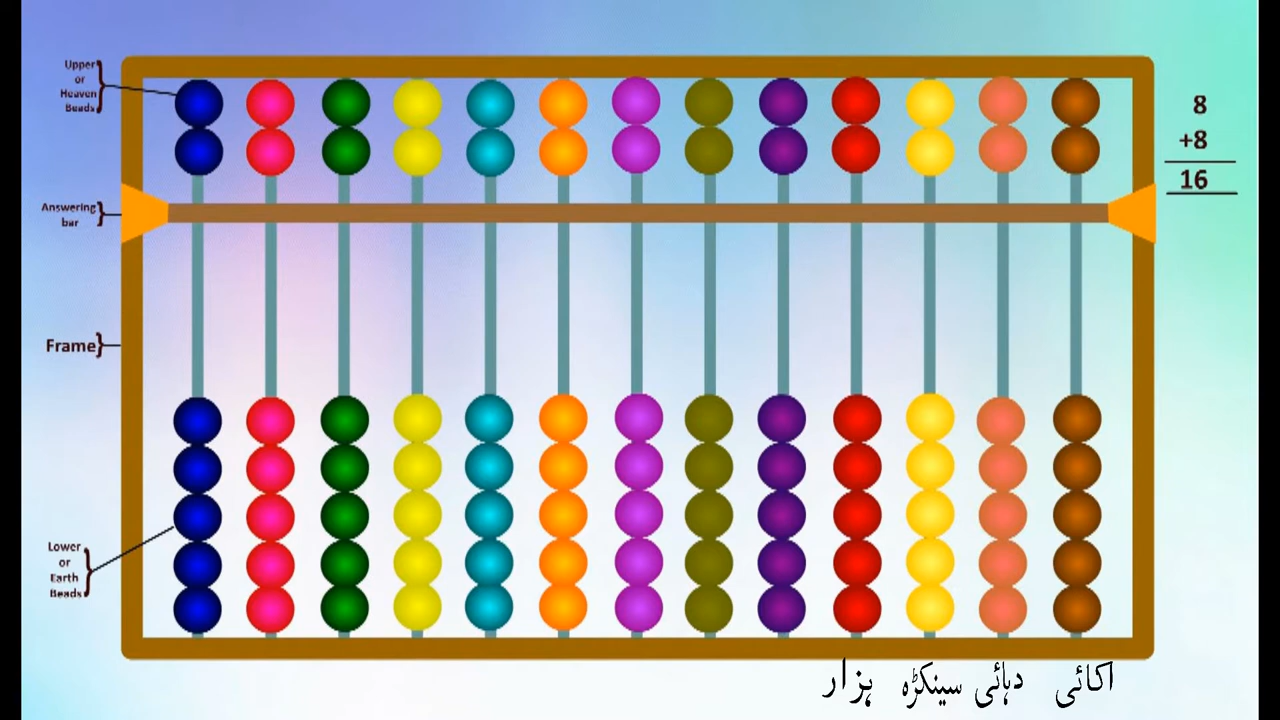 Upper
or
Heaven
Beads
Answering
bar
Frame
Lower
or
Earth
Beads
8
+8
16
اکائی دہائی سینکڑہ ہزار